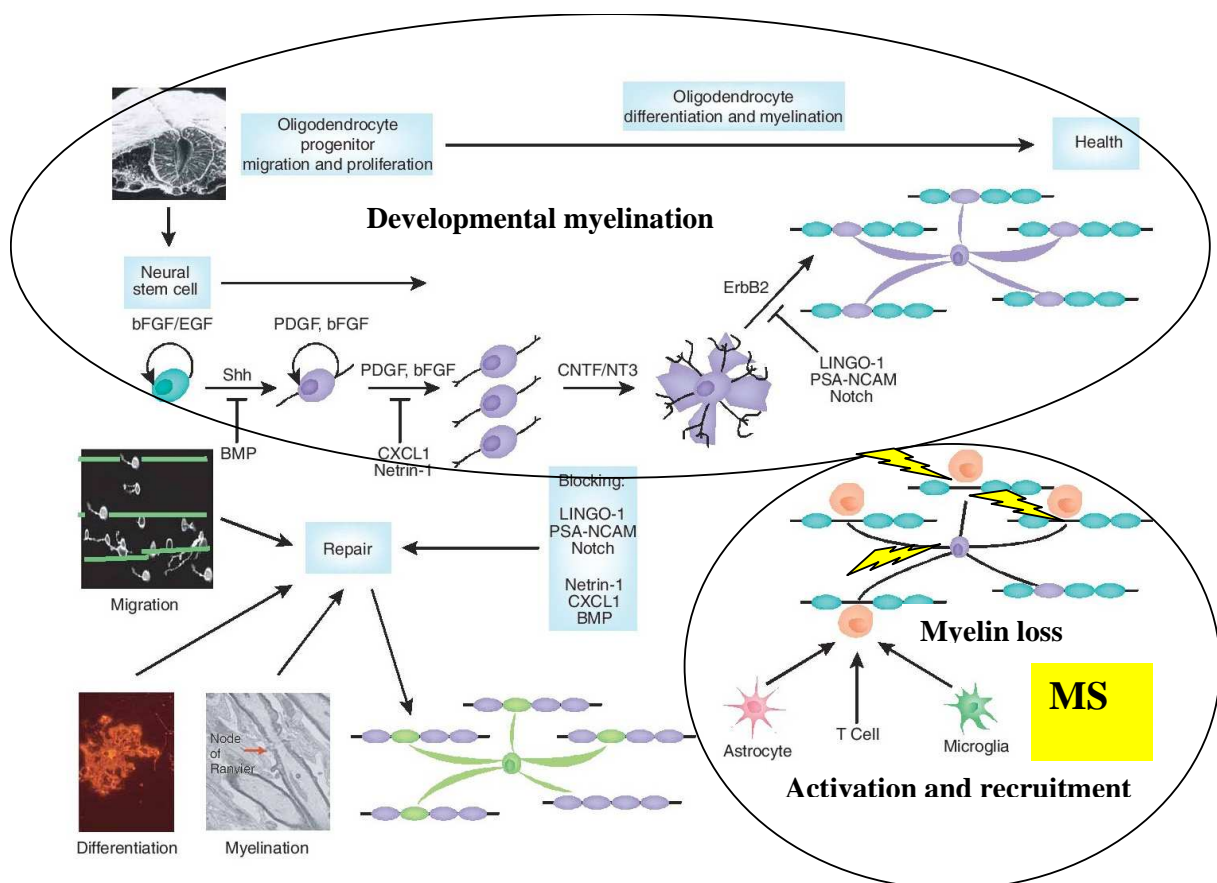 Oligodendrocyte
differentiation and myelination
Oligodendrocyte
progenitor
migration and proliferation
Health
Developmental myelination
Neural
stem cell
ErbB2
bFGF/EGF
PDGF, bFGF
Shh
PDGF, bFGF
CNTF/NT3
LINGO-1
PSA-NCAM
Notch
BMP
CXCL1
Netrin-1
Blocking:
LINGO-1
PSA-NCAM
Notch
Netrin-1
CXCL1
BMP
Repair
Migration
Myelin loss
MS
Astrocyte
T Cell
Microglia
Activation and recruitment
Node
of
Ranvier
Differentiation
Myelination